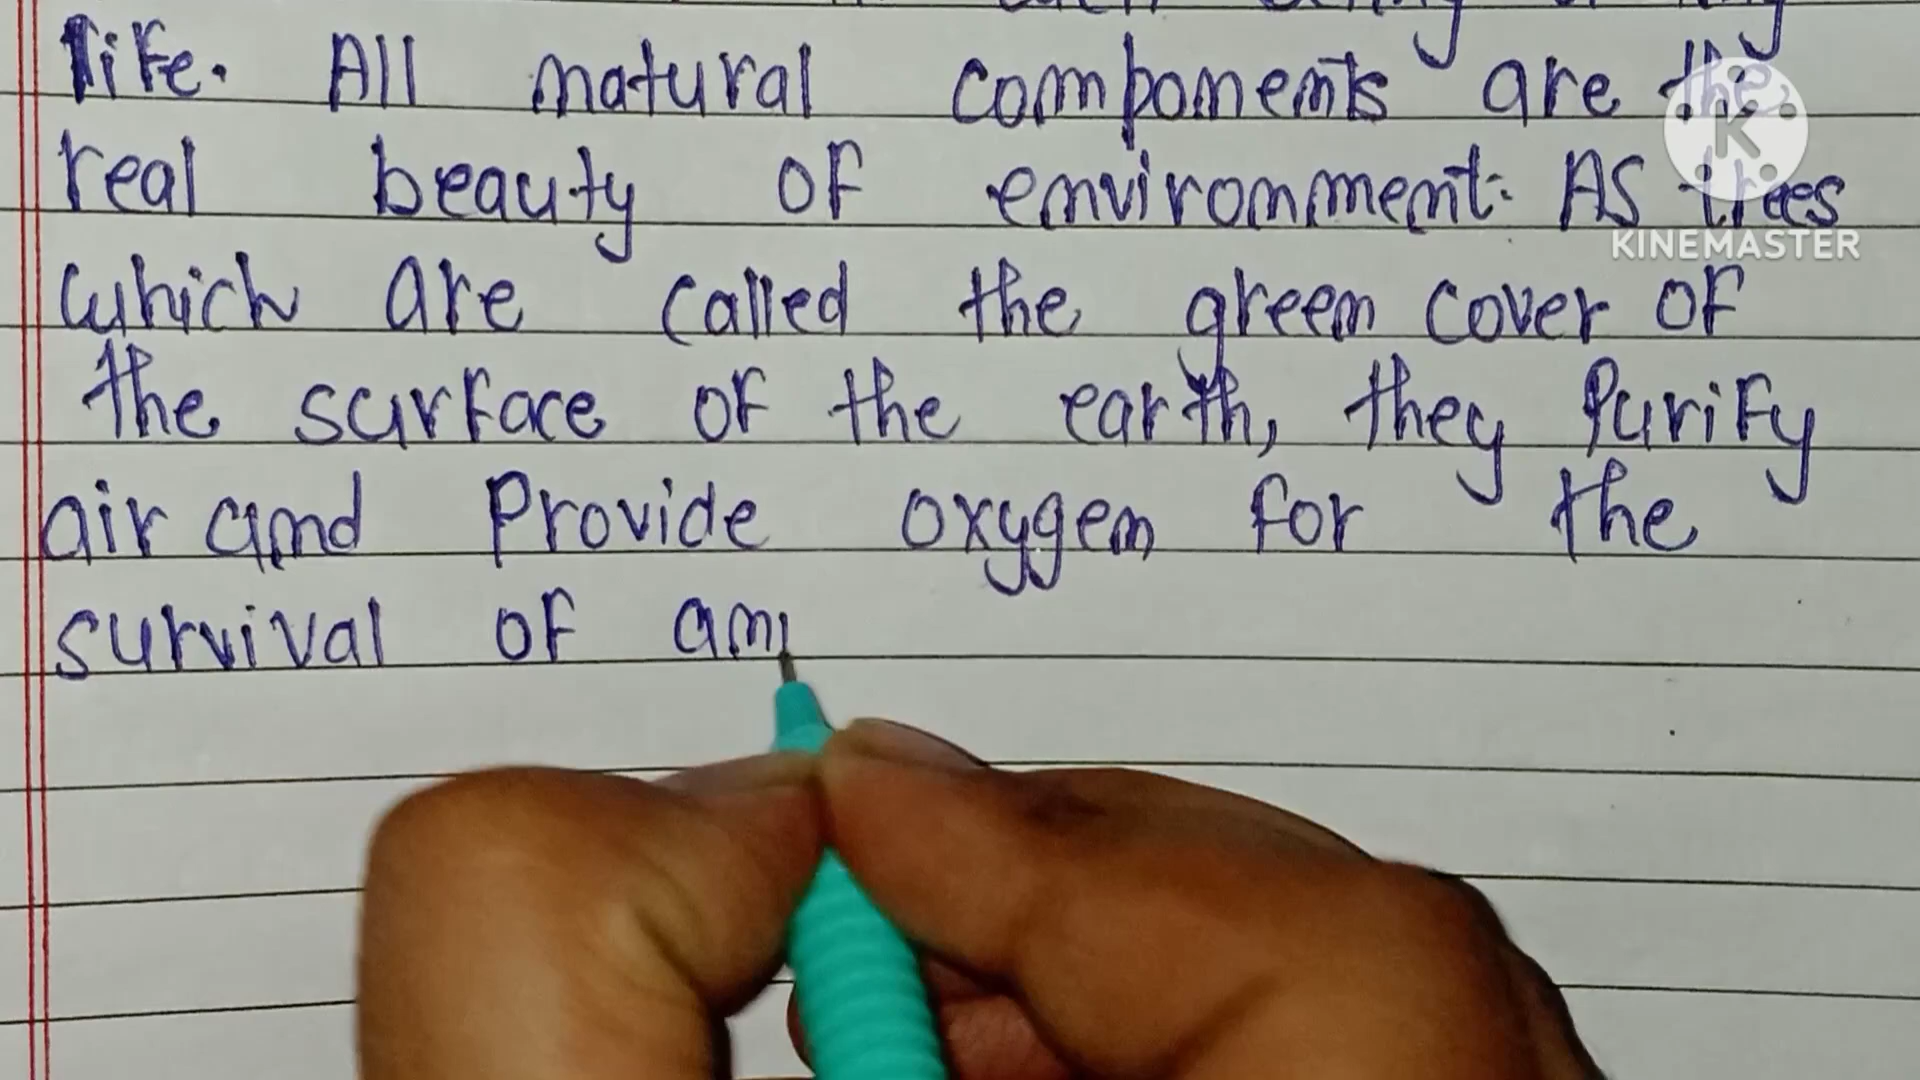 life. All natural components are the
real beauty of environment. As trees
which are called the green cover of
the surface of the earth, they Purify
air and Provide oxygen for the
survival of ani
KINEMASTER